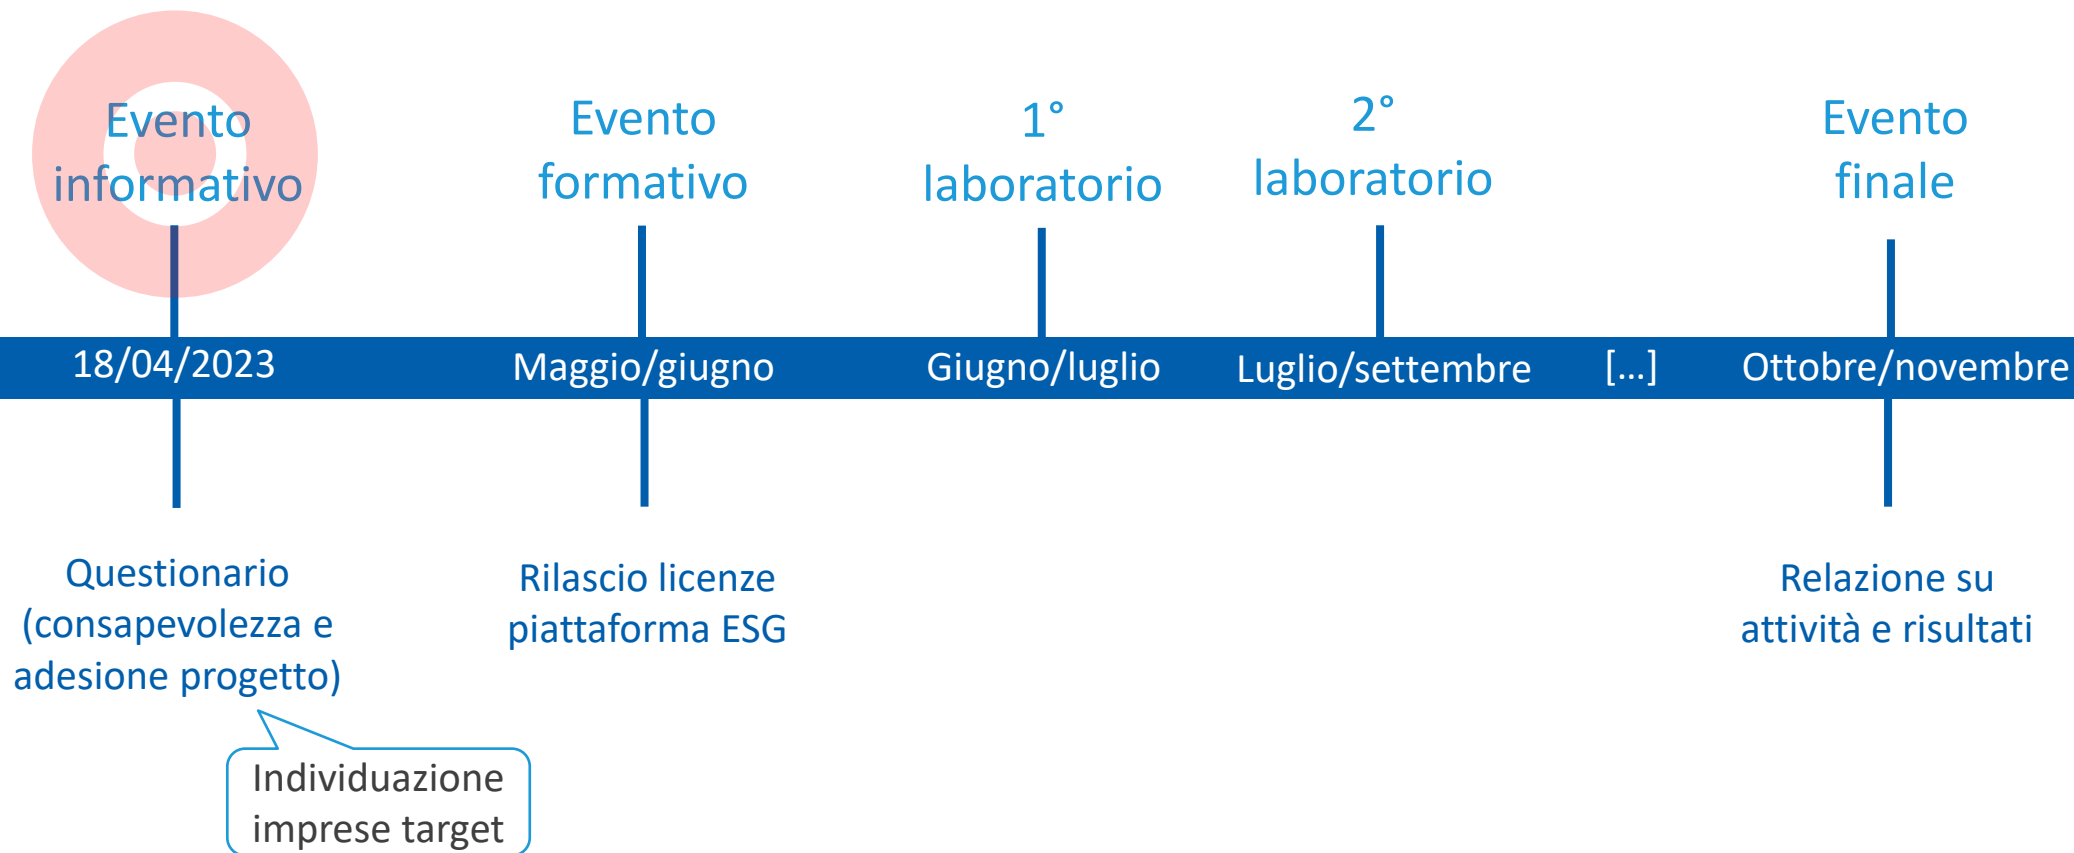 Evento
informativo
Evento
formativo
1°
laboratorio
2°
laboratorio
Evento
finale
18/04/2023
Maggio/giugno
Giugno/luglio
Luglio/settembre
[...]
Ottobre/novembre
Questionario
(consapevolezza e
adesione progetto)
Rilascio licenze
piattaforma ESG
Relazione su
attività e risultati
Individuazione
imprese target